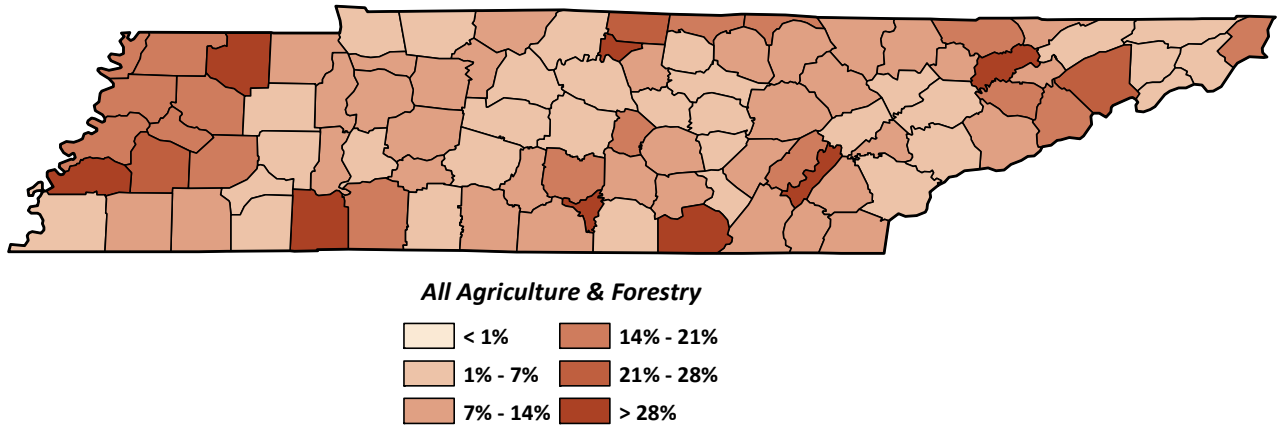 All Agriculture & Forestry
< 1%
14% - 21%
1% - 7%
21% - 28%
7% - 14%
> 28%